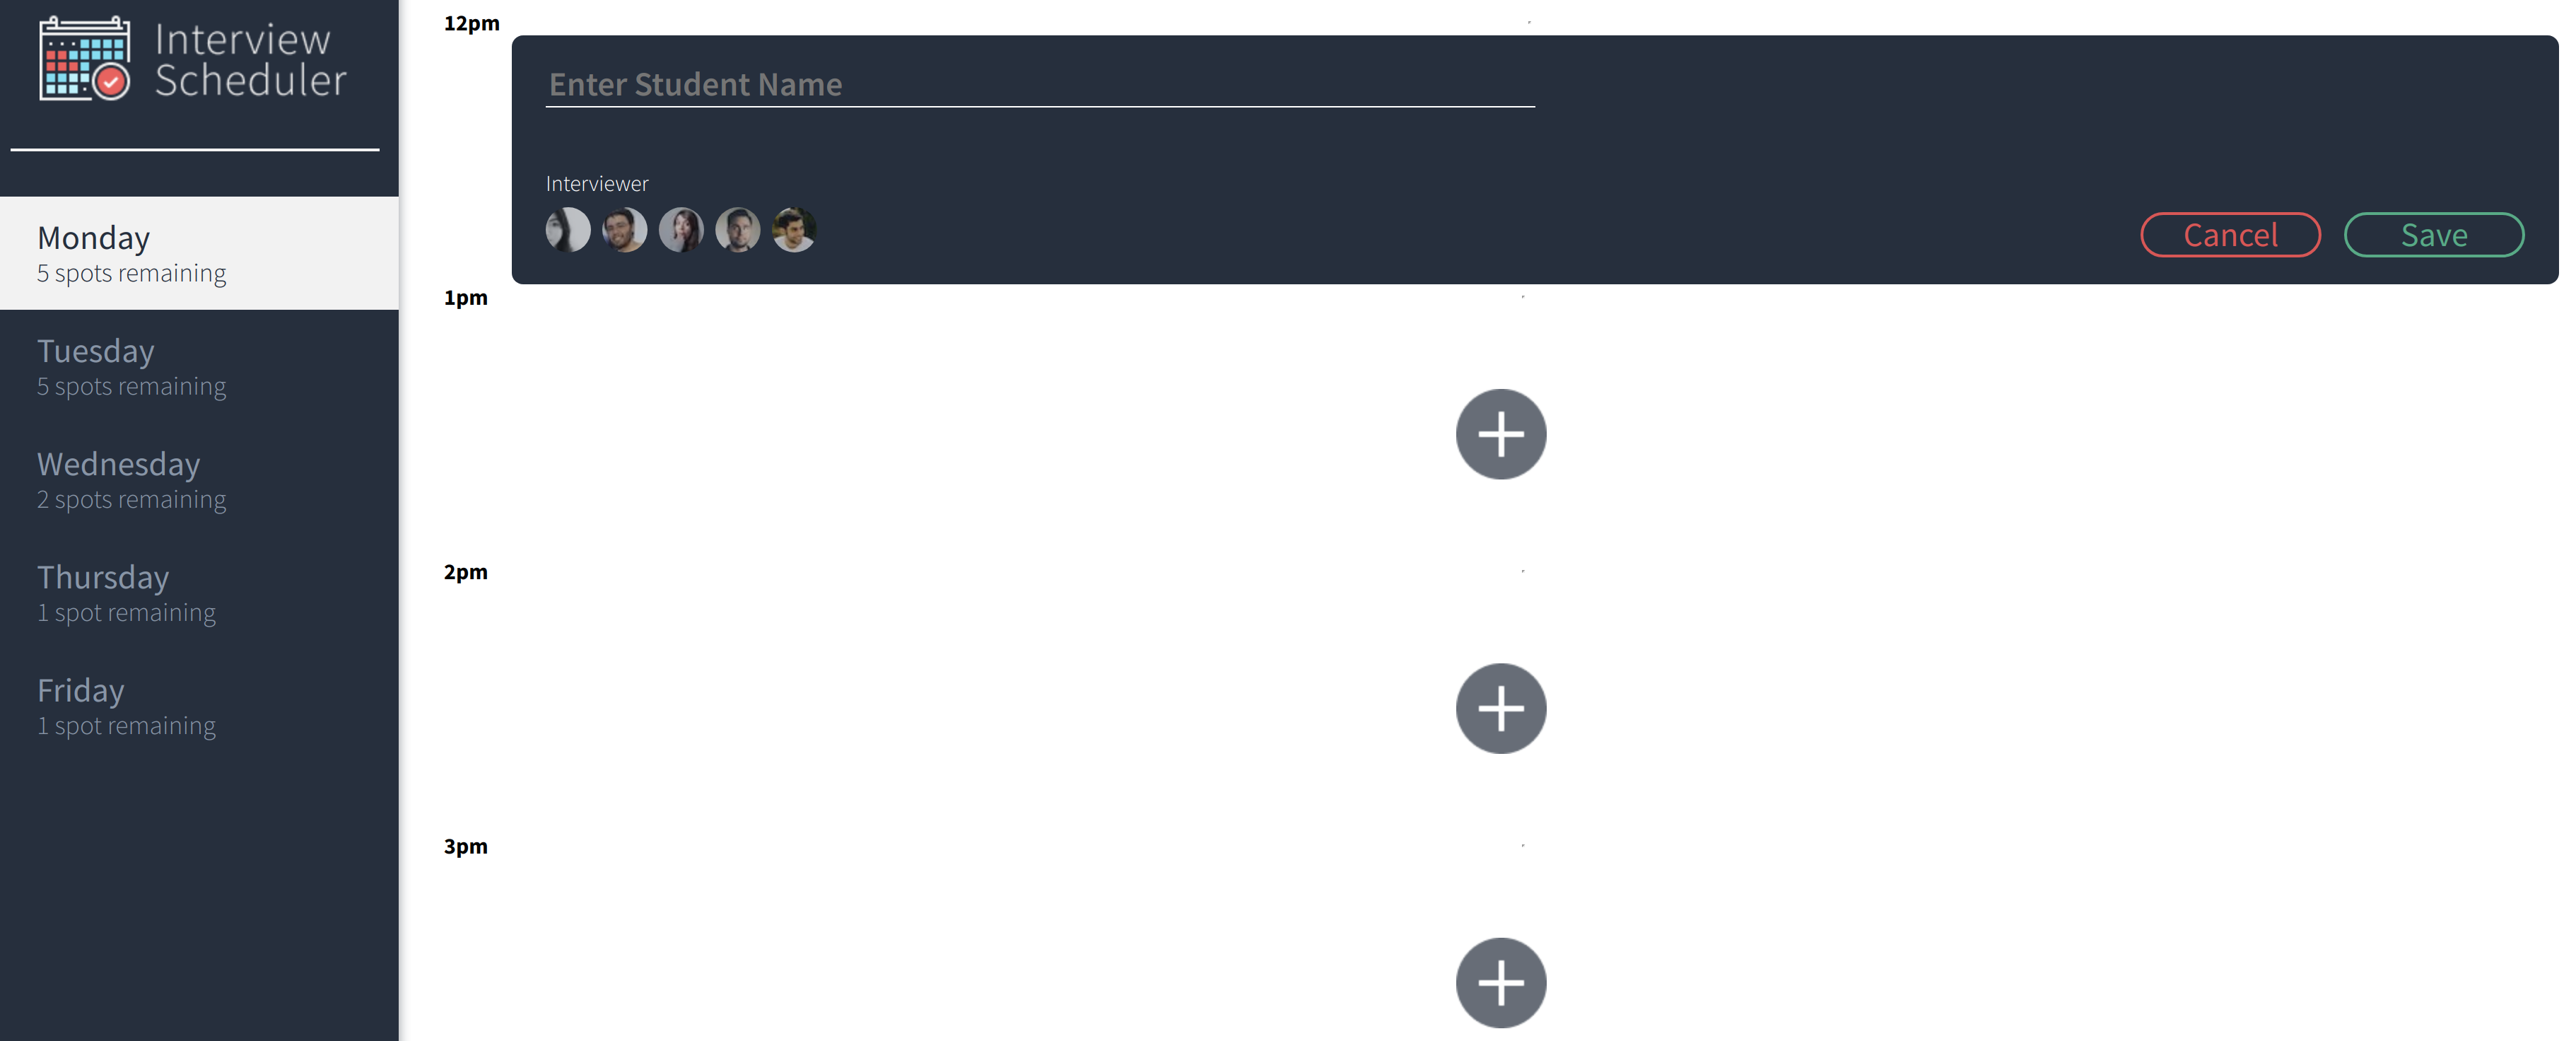 Interview
Scheduler
Monday
5 spots remaining
Tuesday
5 spots remaining
Wednesday
2 spots remaining
Thursday
1 spot remaining
Friday
1 spot remaining
12pm
Enter Student Name
Interviewer
Cancel
Save
1pm
2pm
3pm